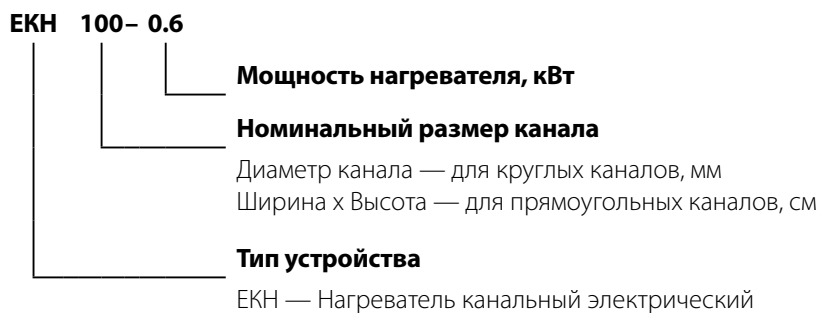 ЕКН 100– 0.6
Мощность нагревателя, кВт
Номинальный размер канала
Диаметр канала — для круглых каналов, мм
Ширина х Высота — для прямоугольных каналов, см
Тип устройства
ЕКН — Нагреватель канальный электрический